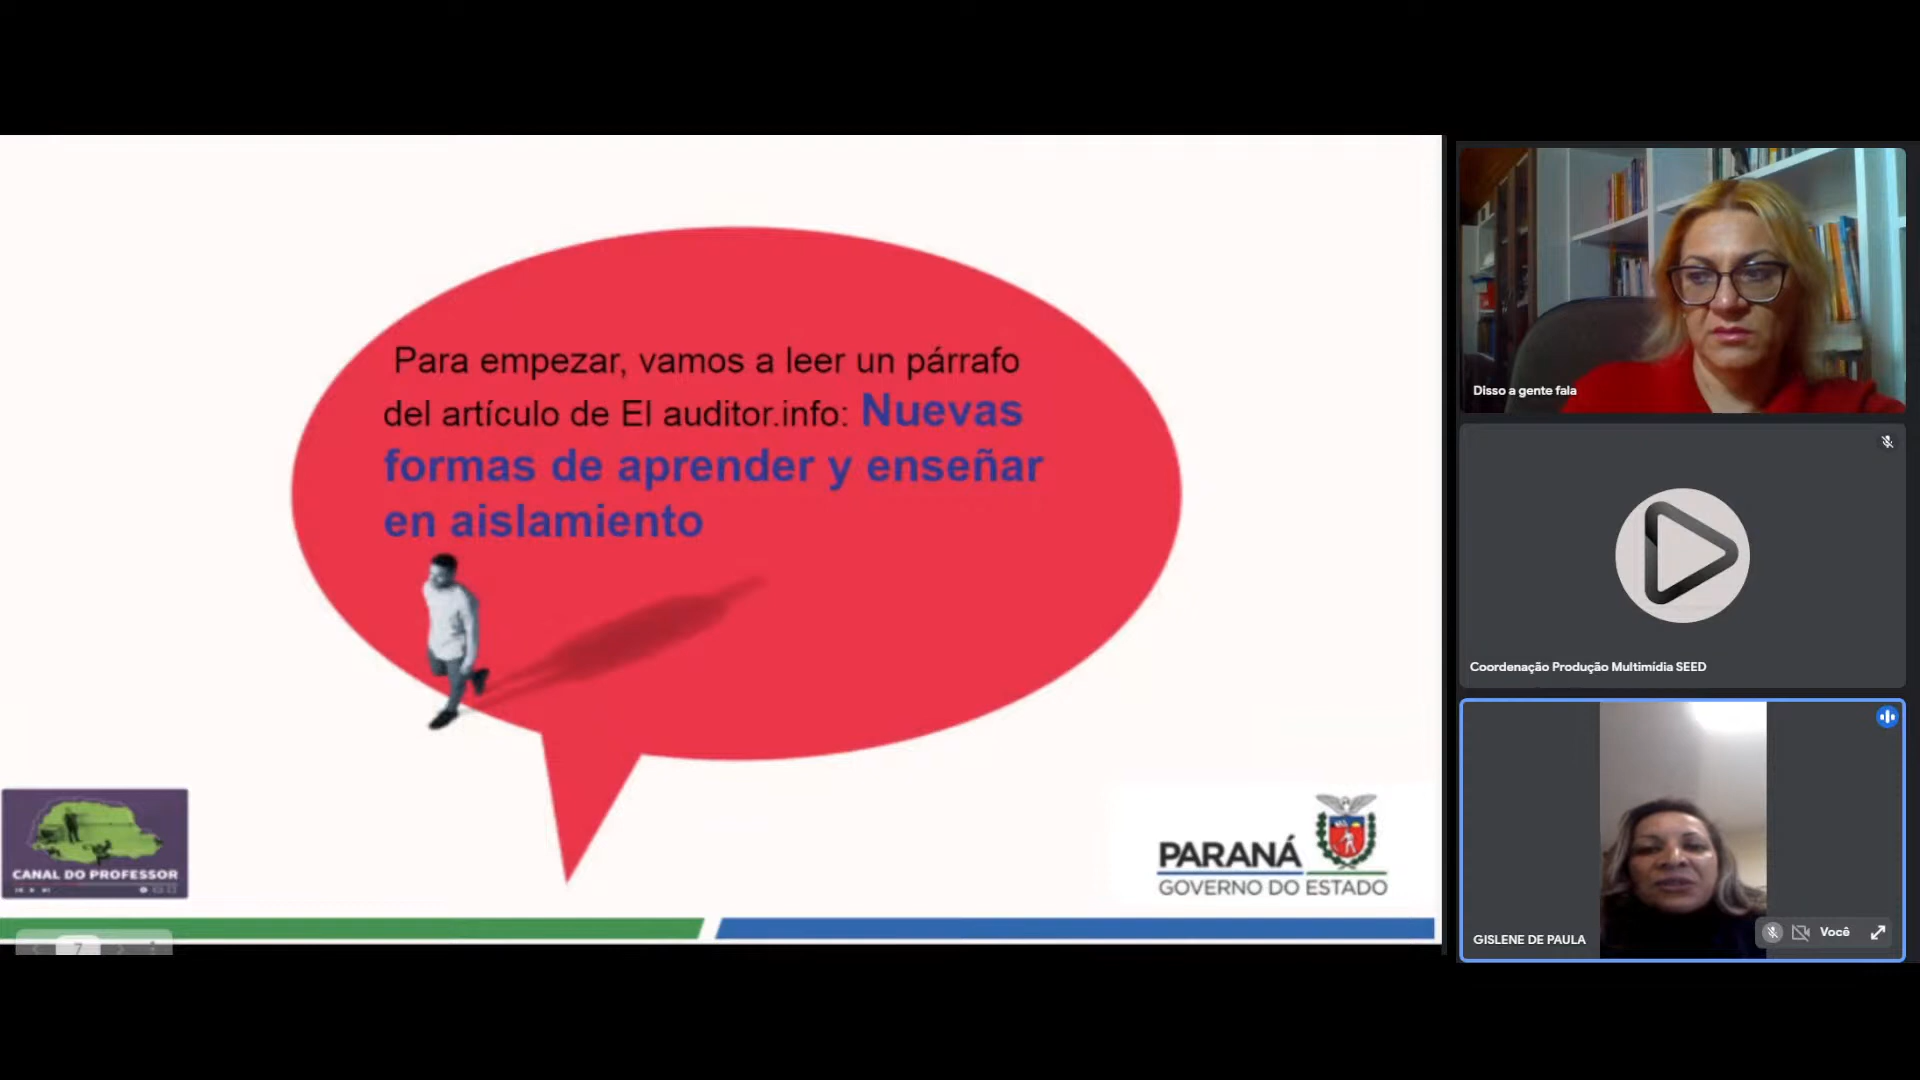 Para empezar, vamos a leer un párrafo
del artículo de El auditor.info: Nuevas
formas de aprender y enseñar
en aislamiento
CANAL DO PROFESSOR
PARANÁ
GOVERNO DO ESTADO
7
Disso a gente fala
Coordenação Produção Multimídia SEED
GISLENE DE PAULA
Você